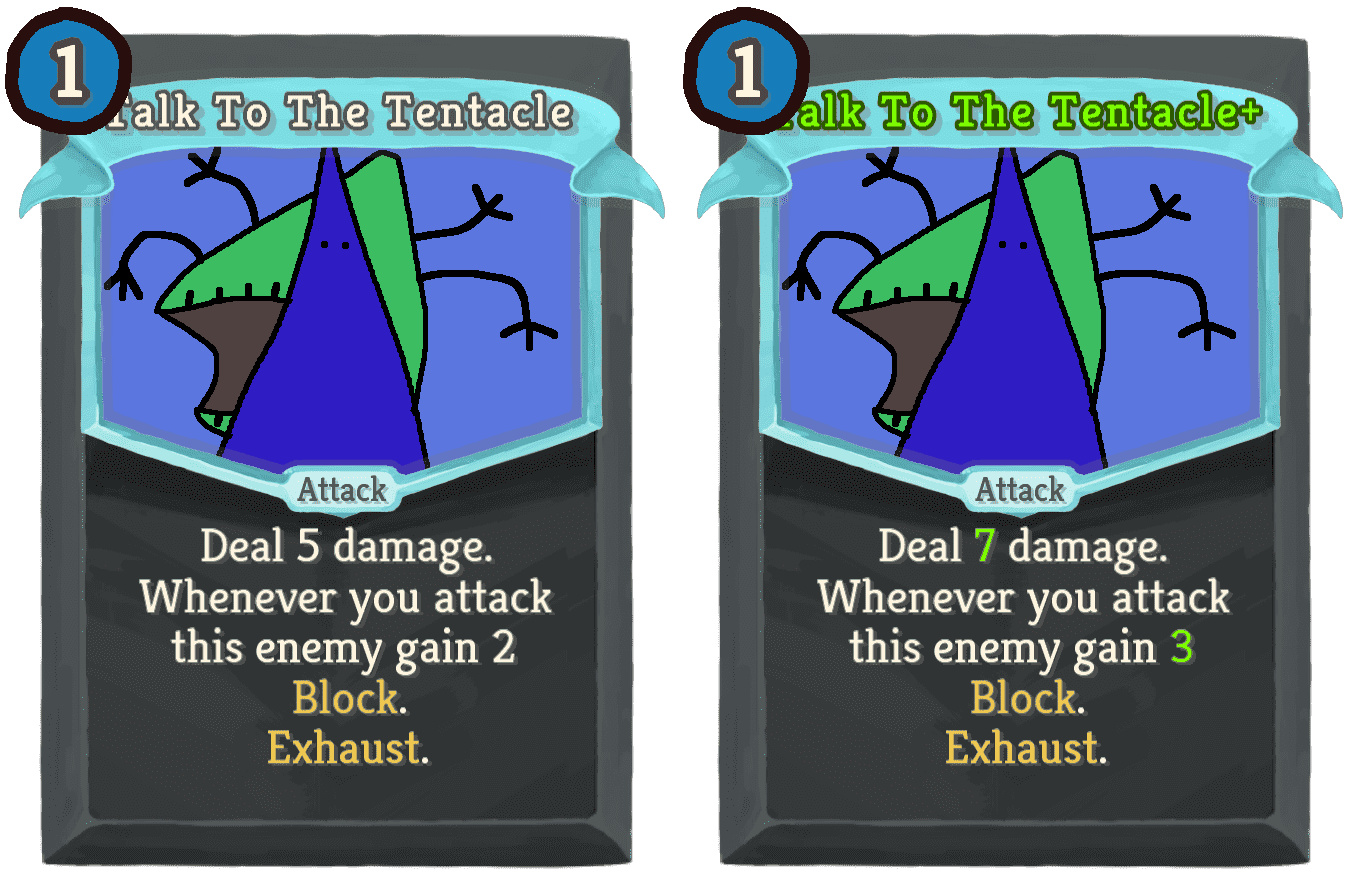 1
Talk To The Tentacle
Attack
Deal 5 damage.
Whenever you attack
this enemy gain 2
Block.
Exhaust.
1
Talk To The Tentacle+
Attack
Deal 7 damage.
Whenever you attack
this enemy gain 3
Block.
Exhaust.